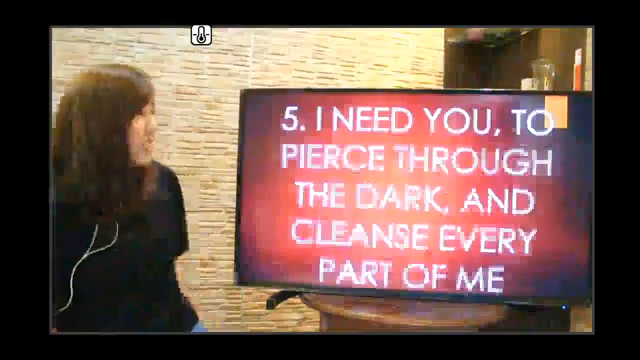 5. I NEED YOU, TO
PIERCE THROUGH
THE DARK, AND
CLEANSE EVERY
PART OF ME